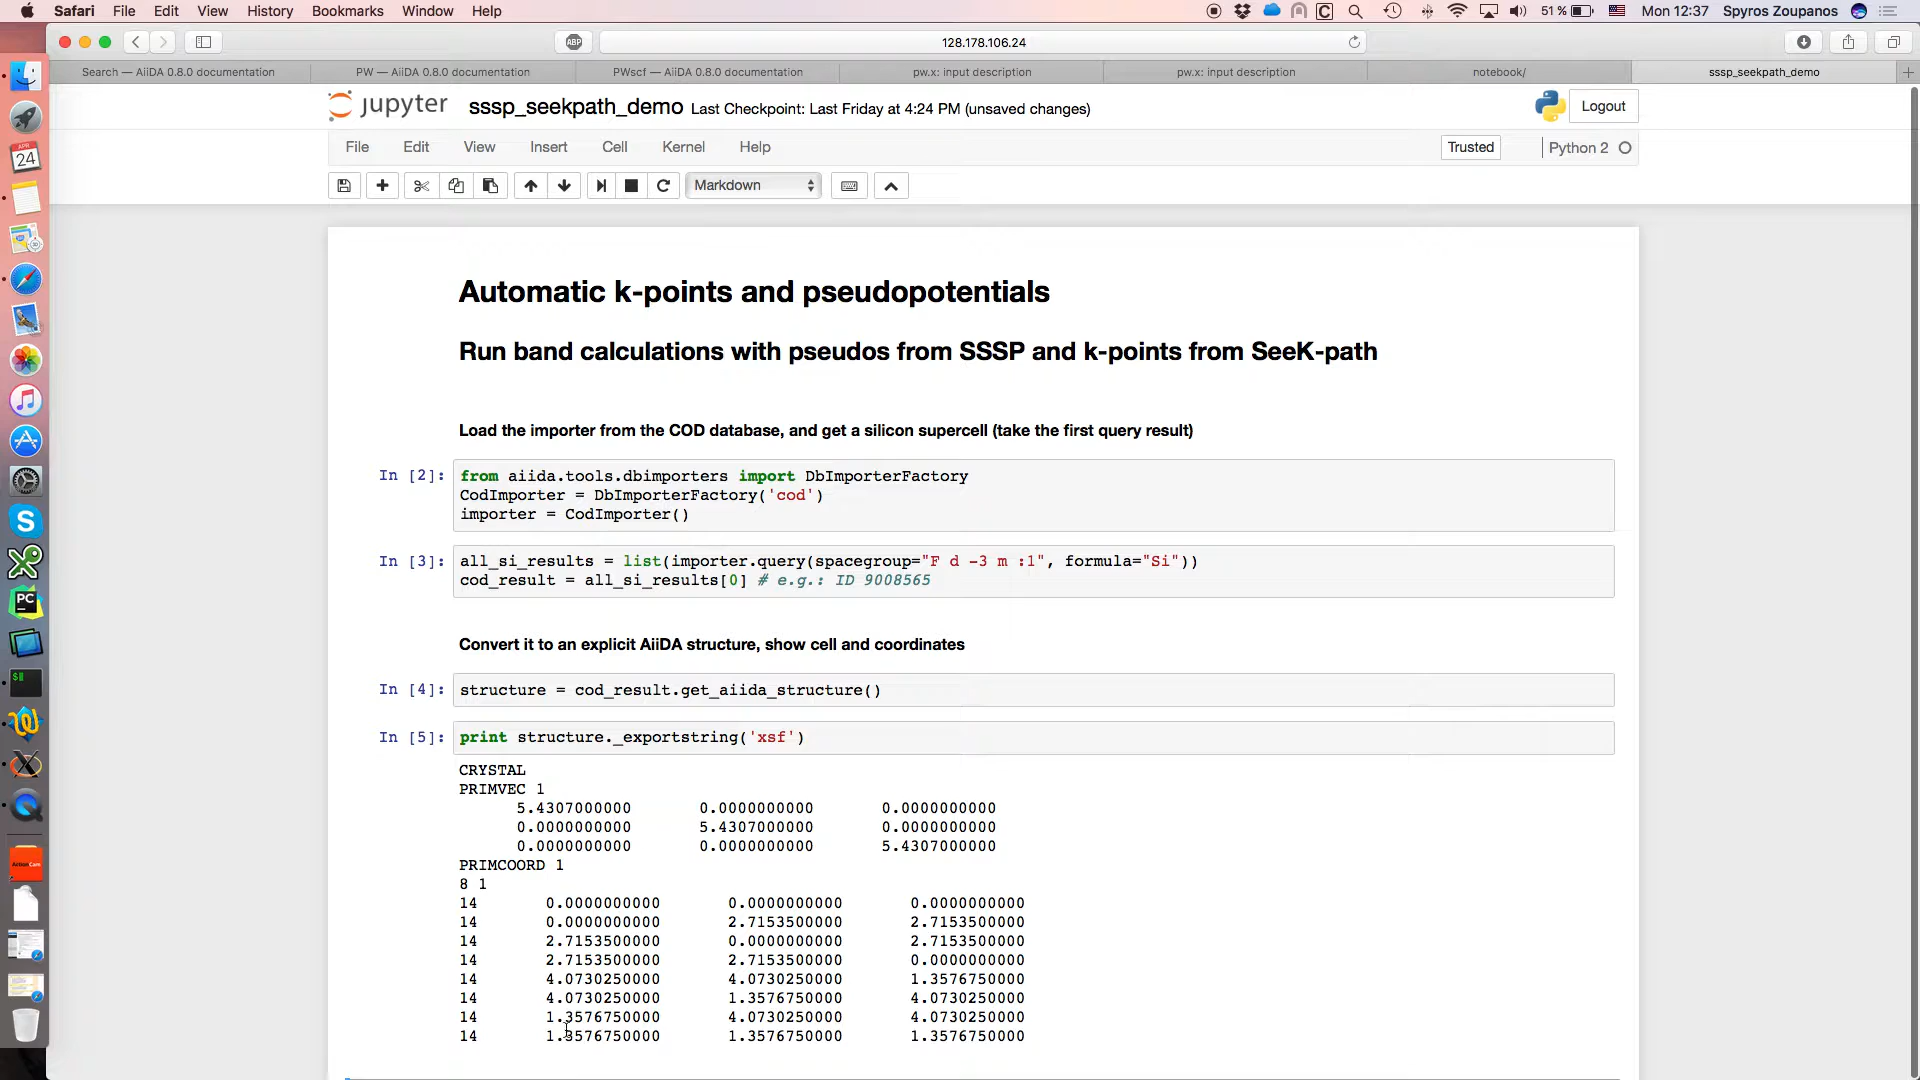 Safari File Edit View History Bookmarks Window Help 51 % Mon 12:37 Spyros Zoupanos
ABP 128.178.106.24
Search — AiiDA 0.8.0 documentation PW — AiiDA 0.8.0 documentation PWscf — AiiDA 0.8.0 documentation pw.x: input description pw.x: input description notebook/ sssp_seekpath_demo
jupyter sssp_seekpath_demo Last Checkpoint: Last Friday at 4:24 PM (unsaved changes) Logout
File Edit View Insert Cell Kernel Help Trusted Python 2
Markdown
APR
24
PC
Automatic k-points and pseudopotentials
Run band calculations with pseudos from SSSP and k-points from SeeK-path
Load the importer from the COD database, and get a silicon supercell (take the first query result)
In [2]: from aiida.tools.dbimporters import DbImporterFactory
CodImporter = DbImporterFactory('cod')
importer = CodImporter()
In [3]: all_si_results = list(importer.query(spacegroup="F d -3 m :1", formula="Si"))
cod_result = all_si_results[0] # e.g.: ID 9008565
Convert it to an explicit AiiDA structure, show cell and coordinates
In [4]: structure = cod_result.get_aiida_structure()
In [5]: print structure._exportstring('xsf')
CRYSTAL
PRIMVEC 1
5.4307000000 0.0000000000 0.0000000000
0.0000000000 5.4307000000 0.0000000000
0.0000000000 0.0000000000 5.4307000000
PRIMCOORD 1
8 1
14 0.0000000000 0.0000000000 0.0000000000
14 0.0000000000 2.7153500000 2.7153500000
14 2.7153500000 0.0000000000 2.7153500000
14 2.7153500000 2.7153500000 0.0000000000
14 4.0730250000 4.0730250000 1.3576750000
14 4.0730250000 1.3576750000 4.0730250000
14 1.3576750000 4.0730250000 4.0730250000
14 1.3576750000 1.3576750000 1.3576750000